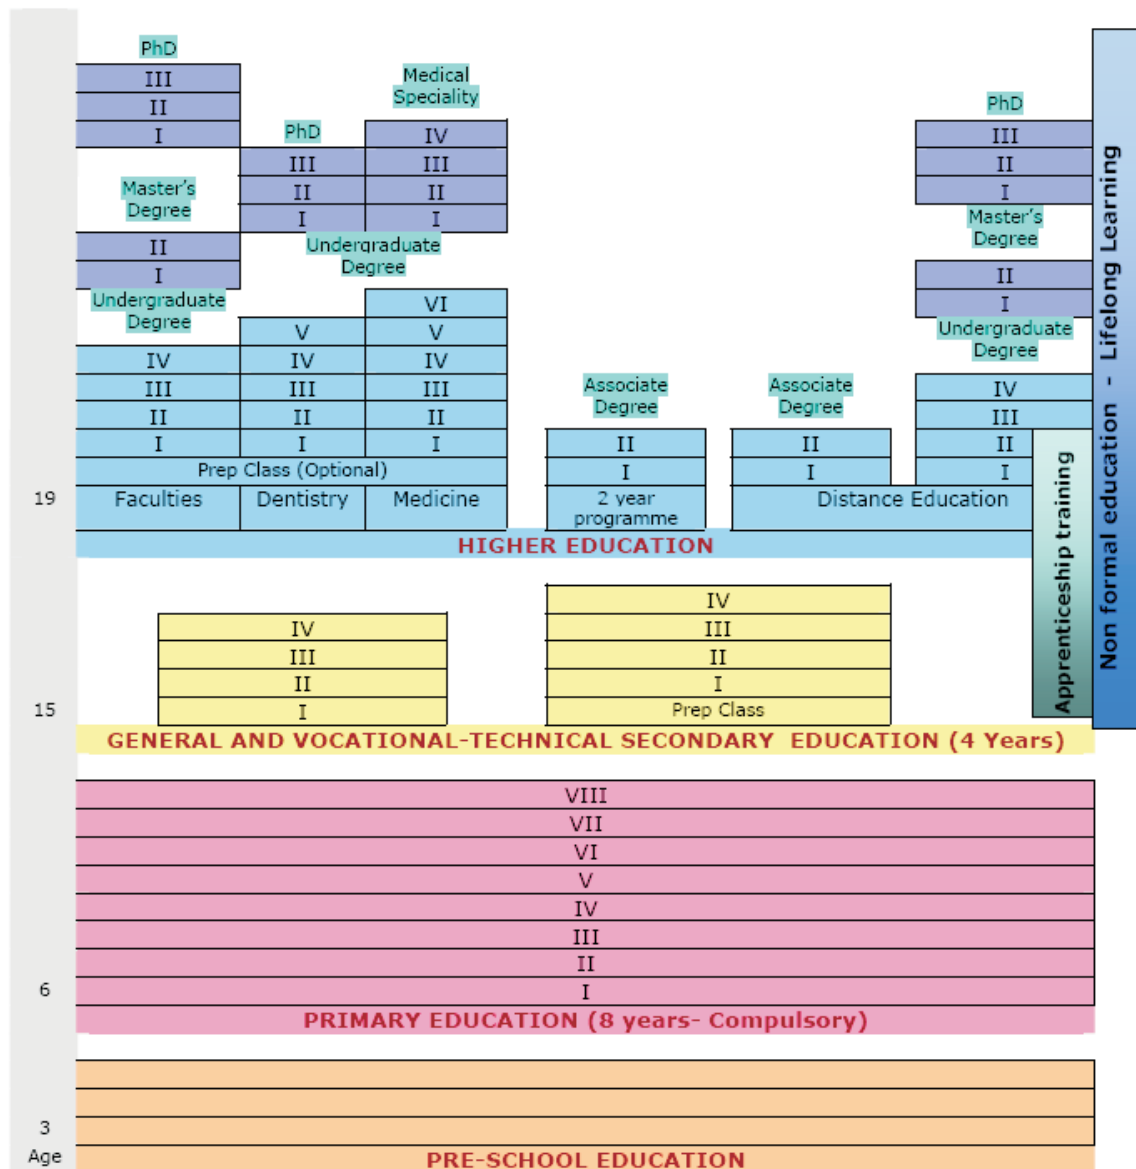 PhD
III
II
I
Master's
Degree
II
I
Undergraduate
Degree
IV
III
II
I
PhD
III
II
I
Medical
Speciality
IV
III
II
I
Undergraduate
Degree
V
IV
III
II
I
VI
V
IV
III
II
I
Prep Class (Optional)
19
Faculties
Dentistry
Medicine
Associate
Degree
II
I
2 year
programme
Associate
Degree
II
I
PhD
III
II
I
Master's
Degree
II
I
Undergraduate
Degree
IV
III
II
I
Distance Education
HIGHER EDUCATION
Apprenticeship training
Non formal education - Lifelong Learning
IV
III
II
I
IV
III
II
I
Prep Class
15
GENERAL AND VOCATIONAL-TECHNICAL SECONDARY EDUCATION (4 Years)
VIII
VII
VI
V
IV
III
II
I
6
PRIMARY EDUCATION (8 years- Compulsory)
3
Age
PRE-SCHOOL EDUCATION